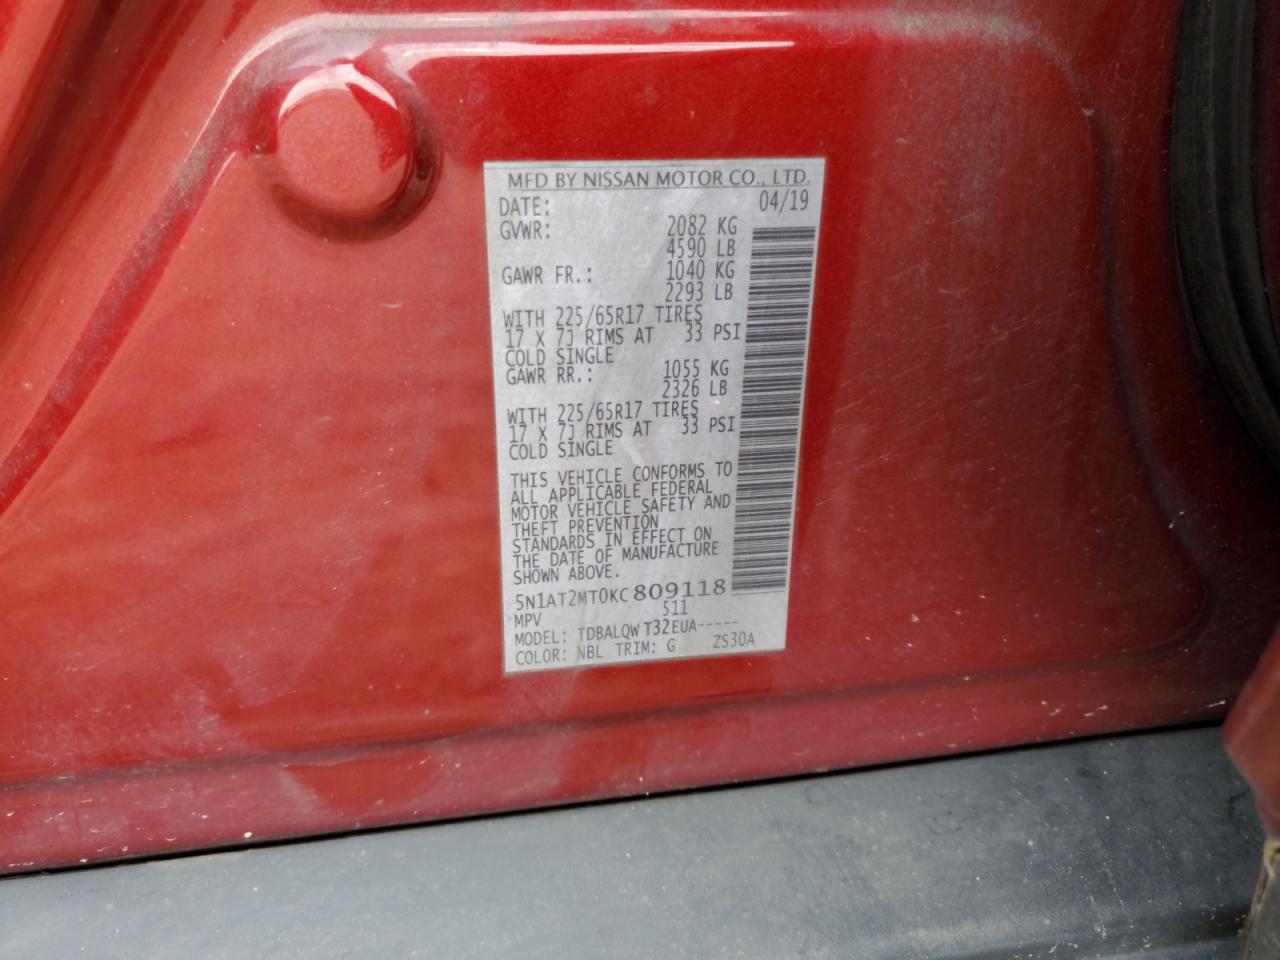 MFD BY NISSAN MOTOR CO., LTD.
DATE: 04/19
GVWR: 2082 KG
4590 LB
GAWR FR.: 1040 KG
2293 LB
WITH 225/65R17 TIRES
17 X 7J RIMS AT 33 PSI
COLD SINGLE
GAWR RR.: 1055 KG
2326 LB
WITH 225/65R17 TIRES
17 X 7J RIMS AT 33 PSI
COLD SINGLE
THIS VEHICLE CONFORMS TO
ALL APPLICABLE FEDERAL
MOTOR VEHICLE SAFETY AND
THEFT PREVENTION
STANDARDS IN EFFECT ON
THE DATE OF MANUFACTURE
SHOWN ABOVE.
5N1AT2MT0KC809118
MPV 511
MODEL: TDBALQW T32EUA-----
COLOR: NBL TRIM: G ZS30A